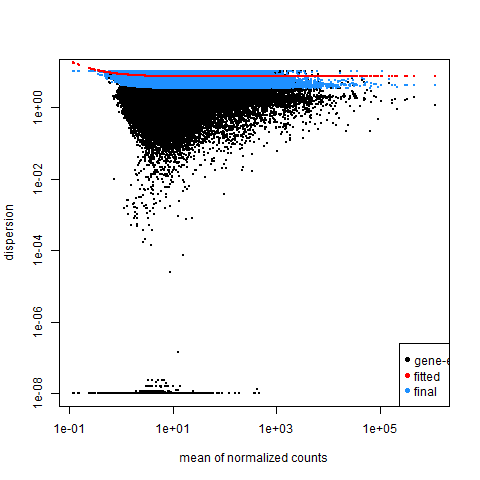 1e+00
1e-02
1e-04
1e-06
1e-08
dispersion
gene-e
fitted
final
1e-01
1e+01
1e+03
1e+05
mean of normalized counts